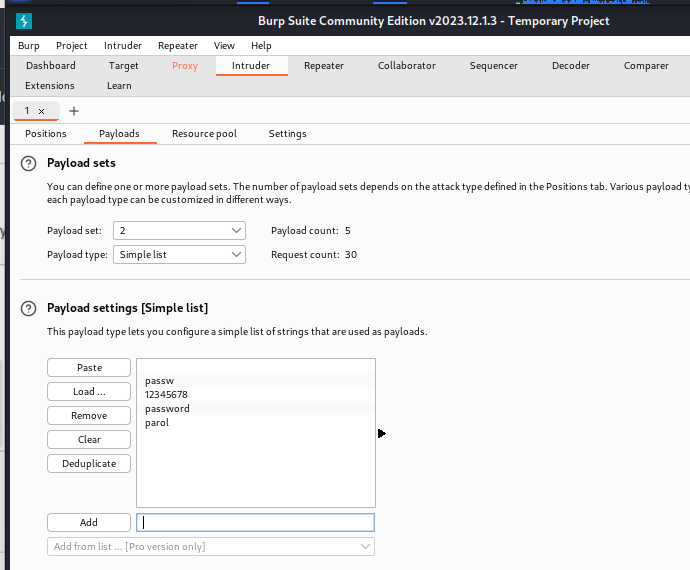 Burp Suite Community Edition v2023.12.1.3 - Temporary Project
Burp Project Intruder Repeater View Help
Dashboard Target Proxy Intruder Repeater Collaborator Sequencer Decoder Comparer
Extensions Learn
1 × +
Positions Payloads Resource pool Settings
? Payload sets
You can define one or more payload sets. The number of payload sets depends on the attack type defined in the Positions tab. Various payload ty
each payload type can be customized in different ways.
Payload set: 2 Payload count: 5
Payload type: Simple list Request count: 30
? Payload settings [Simple list]
This payload type lets you configure a simple list of strings that are used as payloads.
Paste
Load ...
Remove
Clear
Deduplicate
passw
12345678
password
parol
Add
Add from list ... [Pro version only]